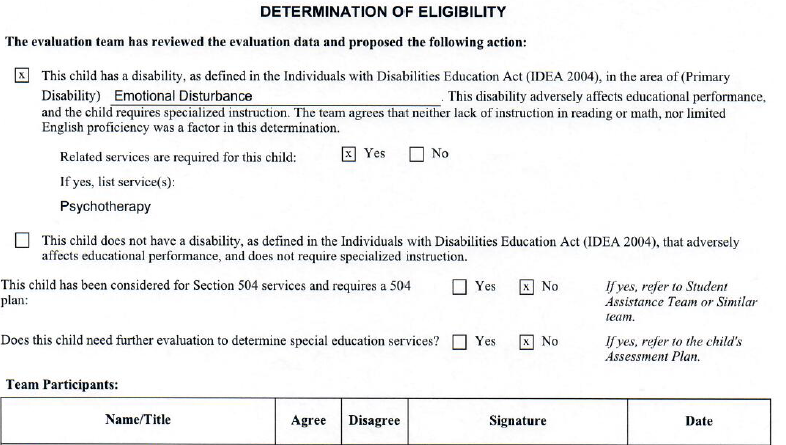 DETERMINATION OF ELIGIBILITY
The evaluation team has reviewed the evaluation data and proposed the following action:
x This child has a disability, as defined in the Individuals with Disabilities Education Act (IDEA 2004), in the area of (Primary
Disability) Emotional Disturbance . This disability adversely affects educational performance,
and the child requires specialized instruction. The team agrees that neither lack of instruction in reading or math, nor limited
English proficiency was a factor in this determination.
Related services are required for this child: x Yes No
If yes, list service(s):
Psychotherapy
This child does not have a disability, as defined in the Individuals with Disabilities Education Act (IDEA 2004), that adversely
affects educational performance, and does not require specialized instruction.
This child has been considered for Section 504 services and requires a 504 Yes x No If yes, refer to Student
plan: Assistance Team or Similar
team.
Does this child need further evaluation to determine special education services? Yes x No If yes, refer to the child's
Assessment Plan.
Team Participants:
Name/Title Agree Disagree Signature Date